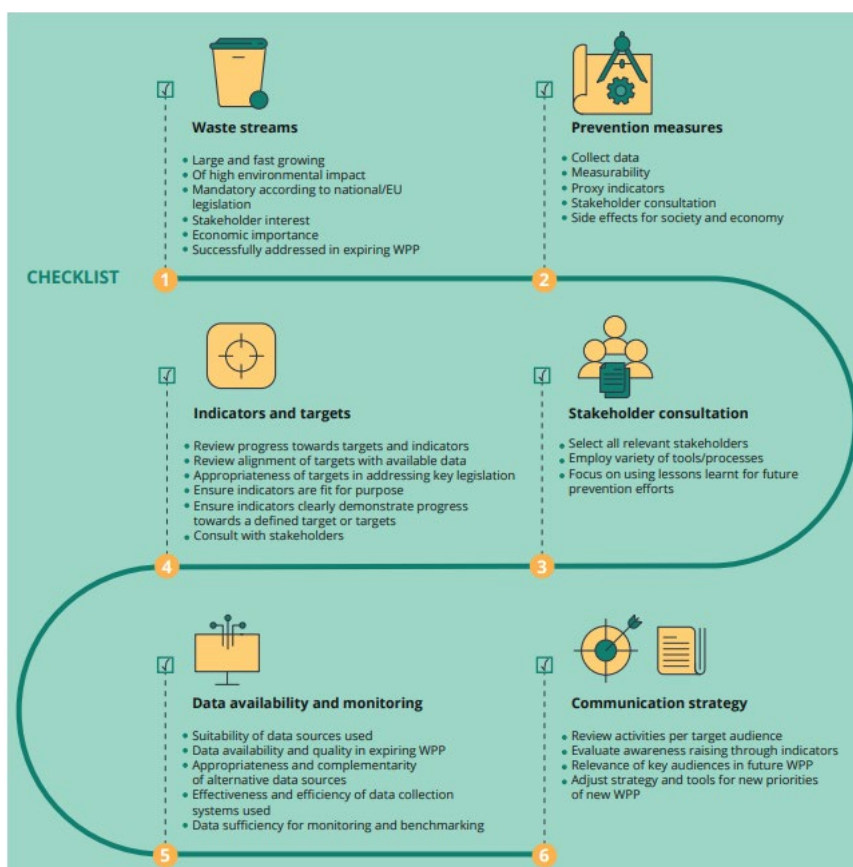 CHECKLIST
Waste streams
• Large and fast growing
• Of high environmental impact
• Mandatory according to national/EU
legislation
• Stakeholder interest
• Economic importance
• Successfully addressed in expiring WPP
1
Prevention measures
• Collect data
• Measurability
• Proxy indicators
• Stakeholder consultation
• Side effects for society and economy
2
Stakeholder consultation
• Select all relevant stakeholders
• Employ variety of tools/processes
• Focus on using lessons learnt for future
prevention efforts
3
Indicators and targets
• Review progress towards targets and indicators
• Review alignment of targets with available data
• Appropriateness of targets in addressing key legislation
• Ensure indicators are fit for purpose
• Ensure indicators clearly demonstrate progress
towards a defined target or targets
• Consult with stakeholders
4
Data availability and monitoring
• Suitability of data sources used
• Data availability and quality in expiring WPP
• Appropriateness and complementarity
of alternative data sources
• Effectiveness and efficiency of data collection
systems used
• Data sufficiency for monitoring and benchmarking
5
Communication strategy
• Review activities per target audience
• Evaluate awareness raising through indicators
• Relevance of key audiences in future WPP
• Adjust strategy and tools for new priorities
of new WPP
6